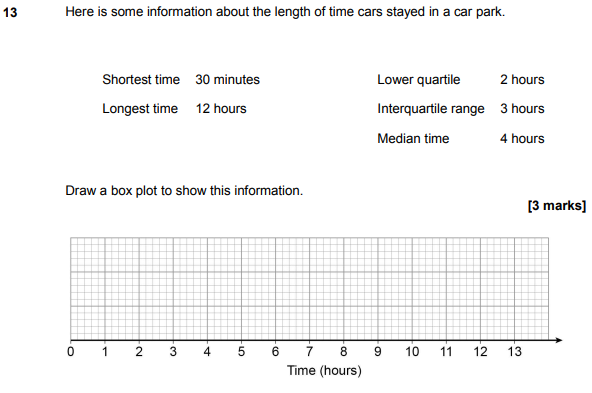 13 Here is some information about the length of time cars stayed in a car park.
Shortest time 30 minutes Lower quartile 2 hours
Longest time 12 hours Interquartile range 3 hours
Median time 4 hours
Draw a box plot to show this information.
[3 marks]
0 1 2 3 4 5 6 7 8 9 10 11 12 13
Time (hours)